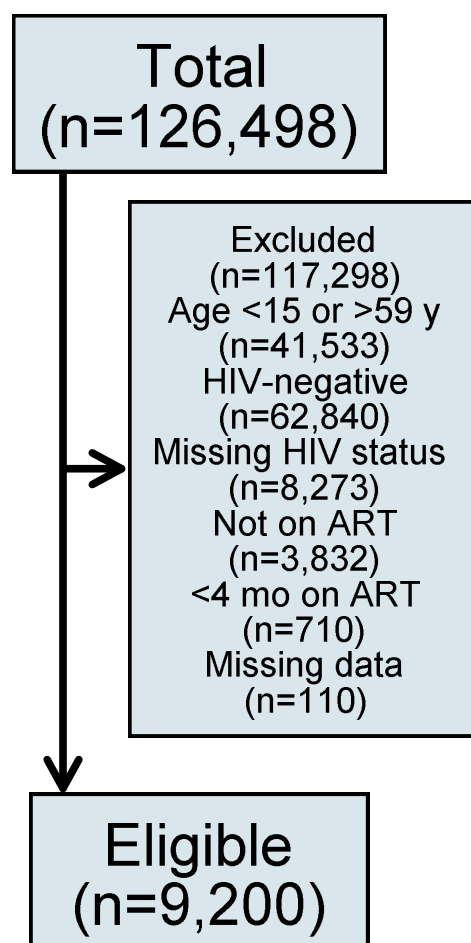 Total
(n=126,498)
Excluded
(n=117,298)
Age <15 or >59 y
(n=41,533)
HIV-negative
(n=62,840)
Missing HIV status
(n=8,273)
Not on ART
(n=3,832)
<4 mo on ART
(n=710)
Missing data
(n=110)
Eligible
(n=9,200)